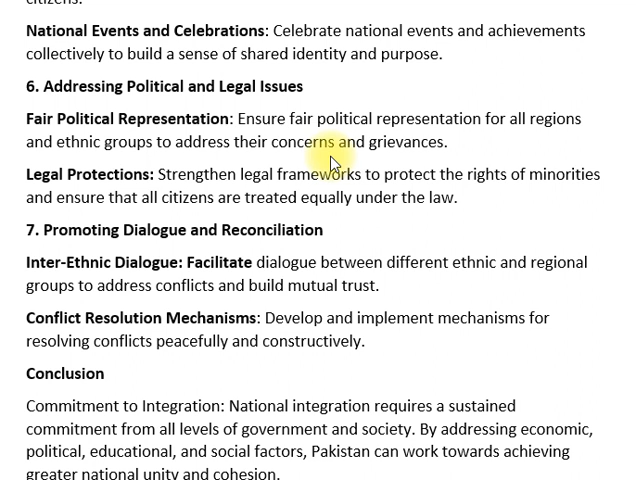 citizens.
National Events and Celebrations: Celebrate national events and achievements
collectively to build a sense of shared identity and purpose.
6. Addressing Political and Legal Issues
Fair Political Representation: Ensure fair political representation for all regions
and ethnic groups to address their concerns and grievances.
Legal Protections: Strengthen legal frameworks to protect the rights of minorities
and ensure that all citizens are treated equally under the law.
7. Promoting Dialogue and Reconciliation
Inter-Ethnic Dialogue: Facilitate dialogue between different ethnic and regional
groups to address conflicts and build mutual trust.
Conflict Resolution Mechanisms: Develop and implement mechanisms for
resolving conflicts peacefully and constructively.
Conclusion
Commitment to Integration: National integration requires a sustained
commitment from all levels of government and society. By addressing economic,
political, educational, and social factors, Pakistan can work towards achieving
greater national unity and cohesion.